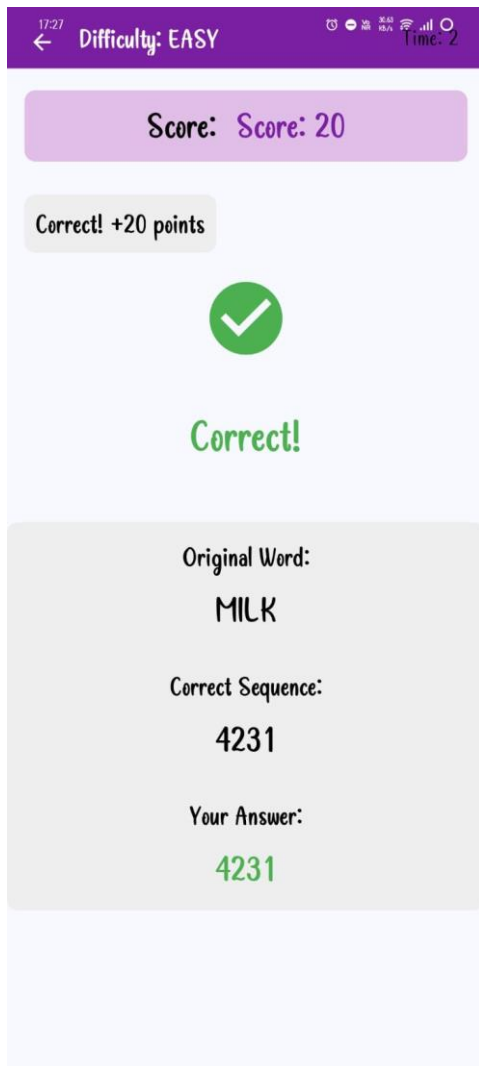 17:27
Difficulty: EASY
Time: 2
Score: Score: 20
Correct! +20 points
Correct!
Original Word:
MILK
Correct Sequence:
4231
Your Answer:
4231